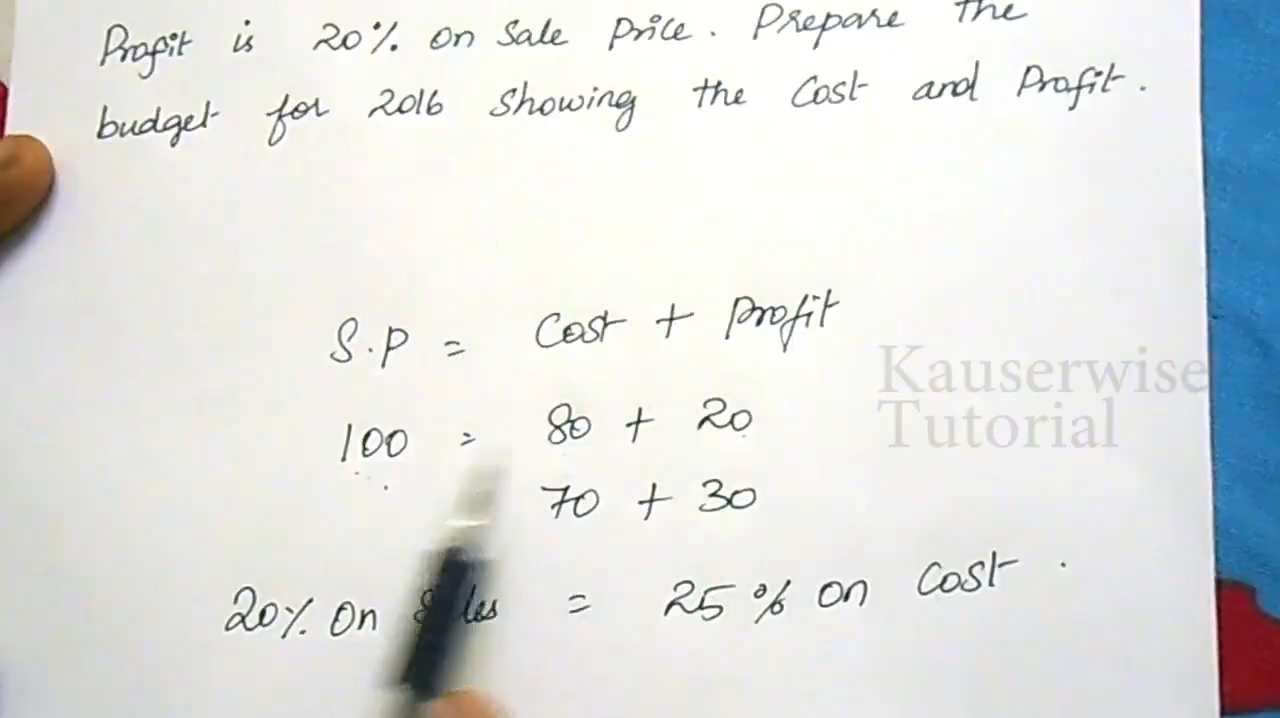 Profit is 20% on Sale Price. Prepare the
budget for 2016 showing the Cost and Profit.
S.P = Cost + Profit
100 = 80 + 20
70 + 30
20% on Sales = 25% on Cost.
Kauserwise
Tutorial